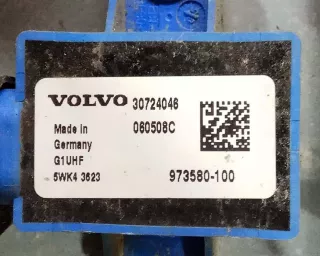 VOLVO 30724046
Made in 060508C
Germany
G1UHF
5WK4 3623 973580-100